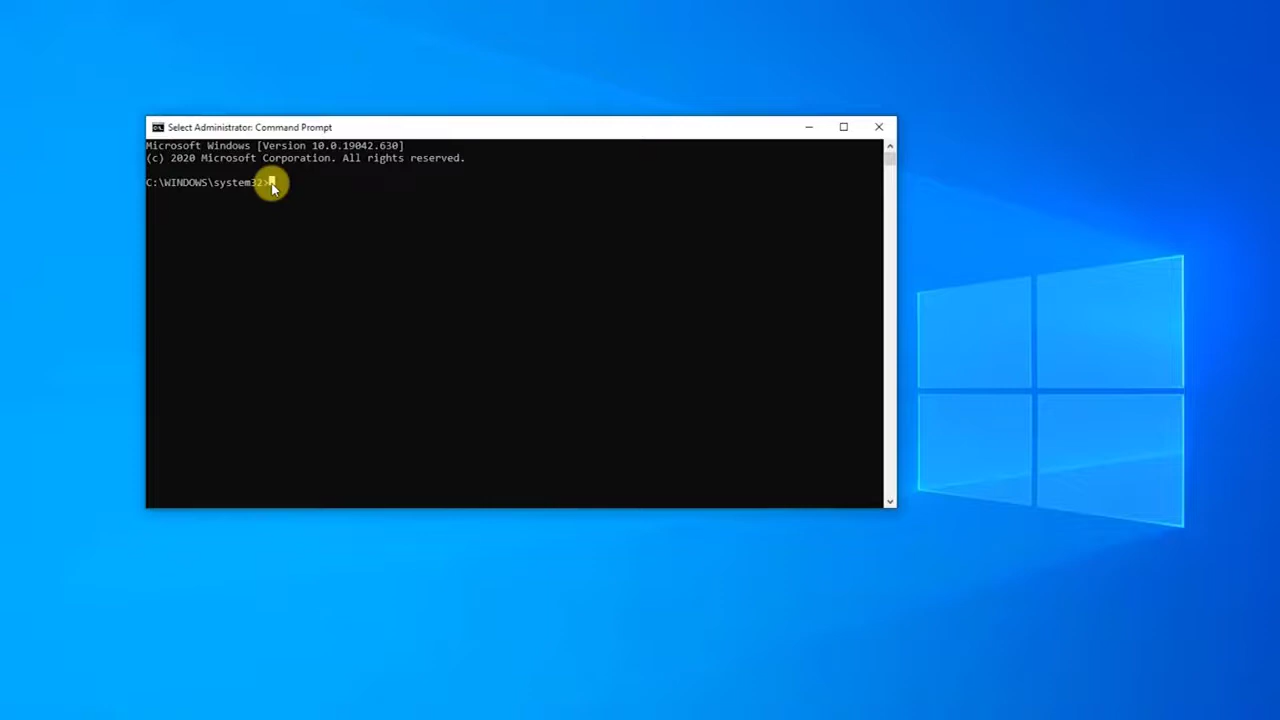 Select Administrator: Command Prompt
Microsoft Windows [Version 10.0.19042.630]
(c) 2020 Microsoft Corporation. All rights reserved.
C:\WINDOWS\system32>